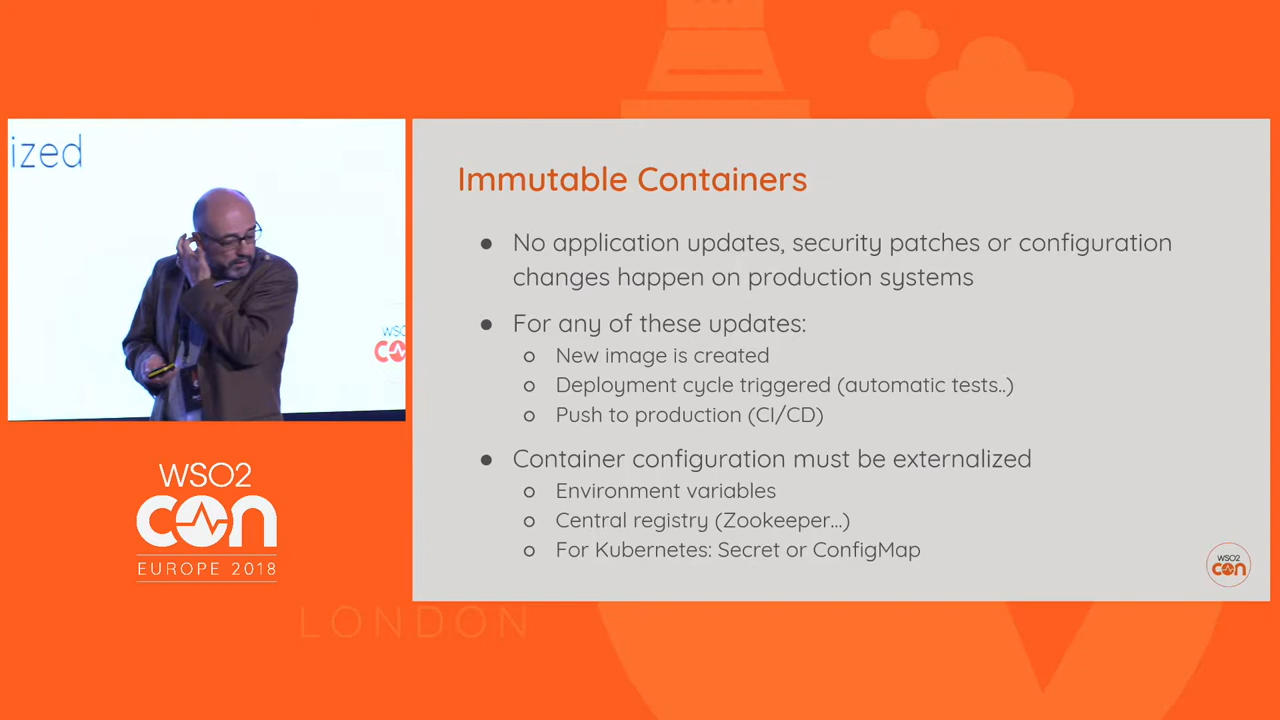 ized
WSO2
CON
EUROPE 2018
LONDON
Immutable Containers
● No application updates, security patches or configuration
changes happen on production systems
● For any of these updates:
○ New image is created
○ Deployment cycle triggered (automatic tests..)
○ Push to production (CI/CD)
● Container configuration must be externalized
○ Environment variables
○ Central registry (Zookeeper...)
○ For Kubernetes: Secret or ConfigMap
WSO2
CON